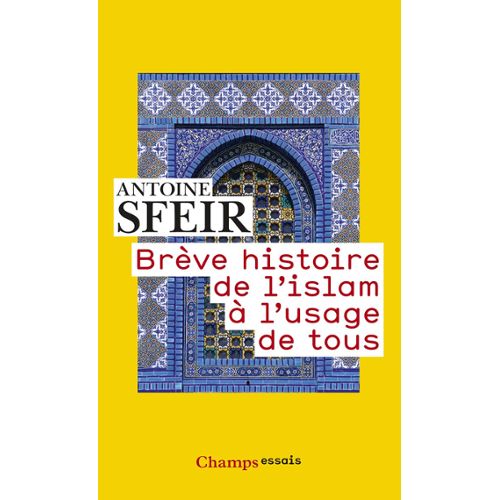 ANTOINE
SFEIR
Brève histoire
de l'islam
à l'usage
de tous
Champs essais